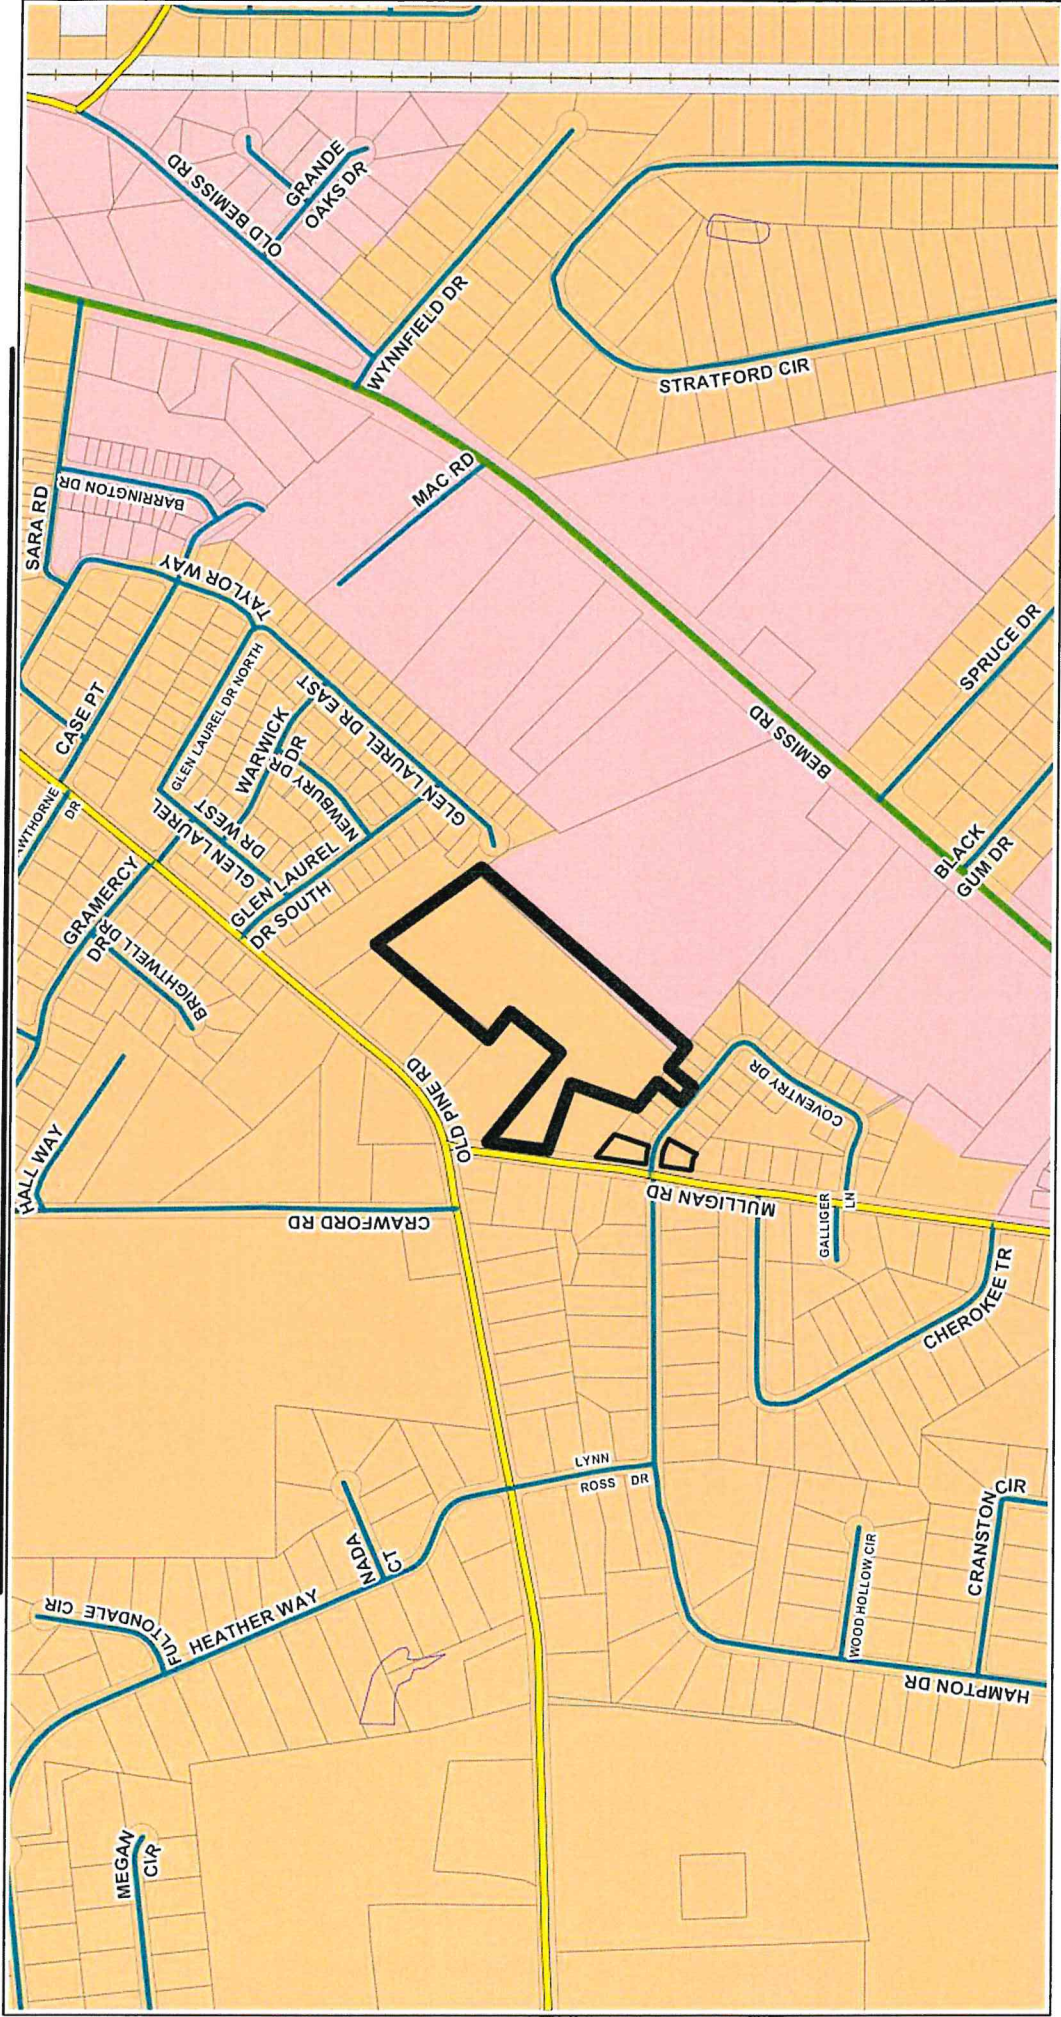 OLD BEMISS RD
GRANDE
OAKS DR
WYNNFIELD DR
STRATFORD CIR
SARA RD
BARRINGTON DR
MAC RD
TAYLOR WAY
SPRUCE DR
CASE PT
GLEN LAUREL DR NORTH
GLEN LAUREL DR EAST
WARWICK
DR
NEWBURY DR
BEMISS RD
AWTHORNE
DR
GLEN LAUREL
DR WEST
GLEN LAUREL
DR SOUTH
BLACK
GUM DR
GRAMERCY
DR
BRIGHTWELL DR
OLD PINE RD
COVENTRY DR
HALL WAY
CRAWFORD RD
MULLIGAN RD
GALLIGER
LN
CHEROKEE TR
LYNN
ROSS DR
NADA
CT
CRANSTON
CIR
WOOD HOLLOW CIR
FULTONDALE CIR
HEATHER WAY
HAMPTON DR
MEGAN
CIR